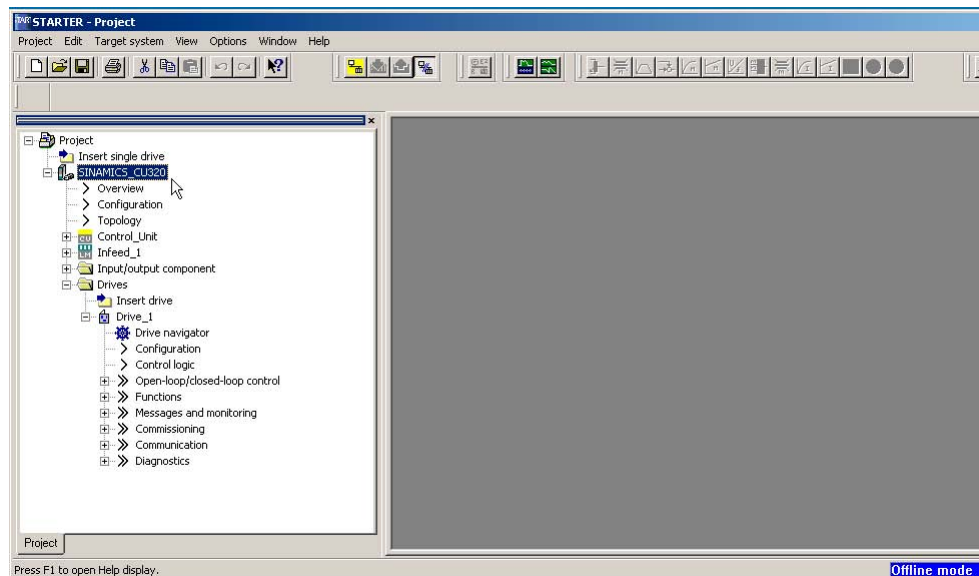 STARTER - Project
Project Edit Target system View Options Window Help
Project
Insert single drive
SINAMICS_CU320
Overview
Configuration
Topology
Control_Unit
Infeed_1
Input/output component
Drives
Insert drive
Drive_1
Drive navigator
Configuration
Control logic
Open-loop/closed-loop control
Functions
Messages and monitoring
Commissioning
Communication
Diagnostics
Project
Press F1 to open Help display.
Offline mode